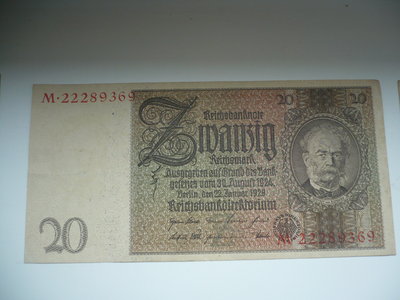 M·22289369
Reichsbanknote
20
20
Zwanzig
Reichsmark
Ausgegeben auf Grund des Bank-
gesetzes vom 30. August 1924
Berlin, den 22. Januar 1929
Reichsbankdirektorium
20
M·22289369